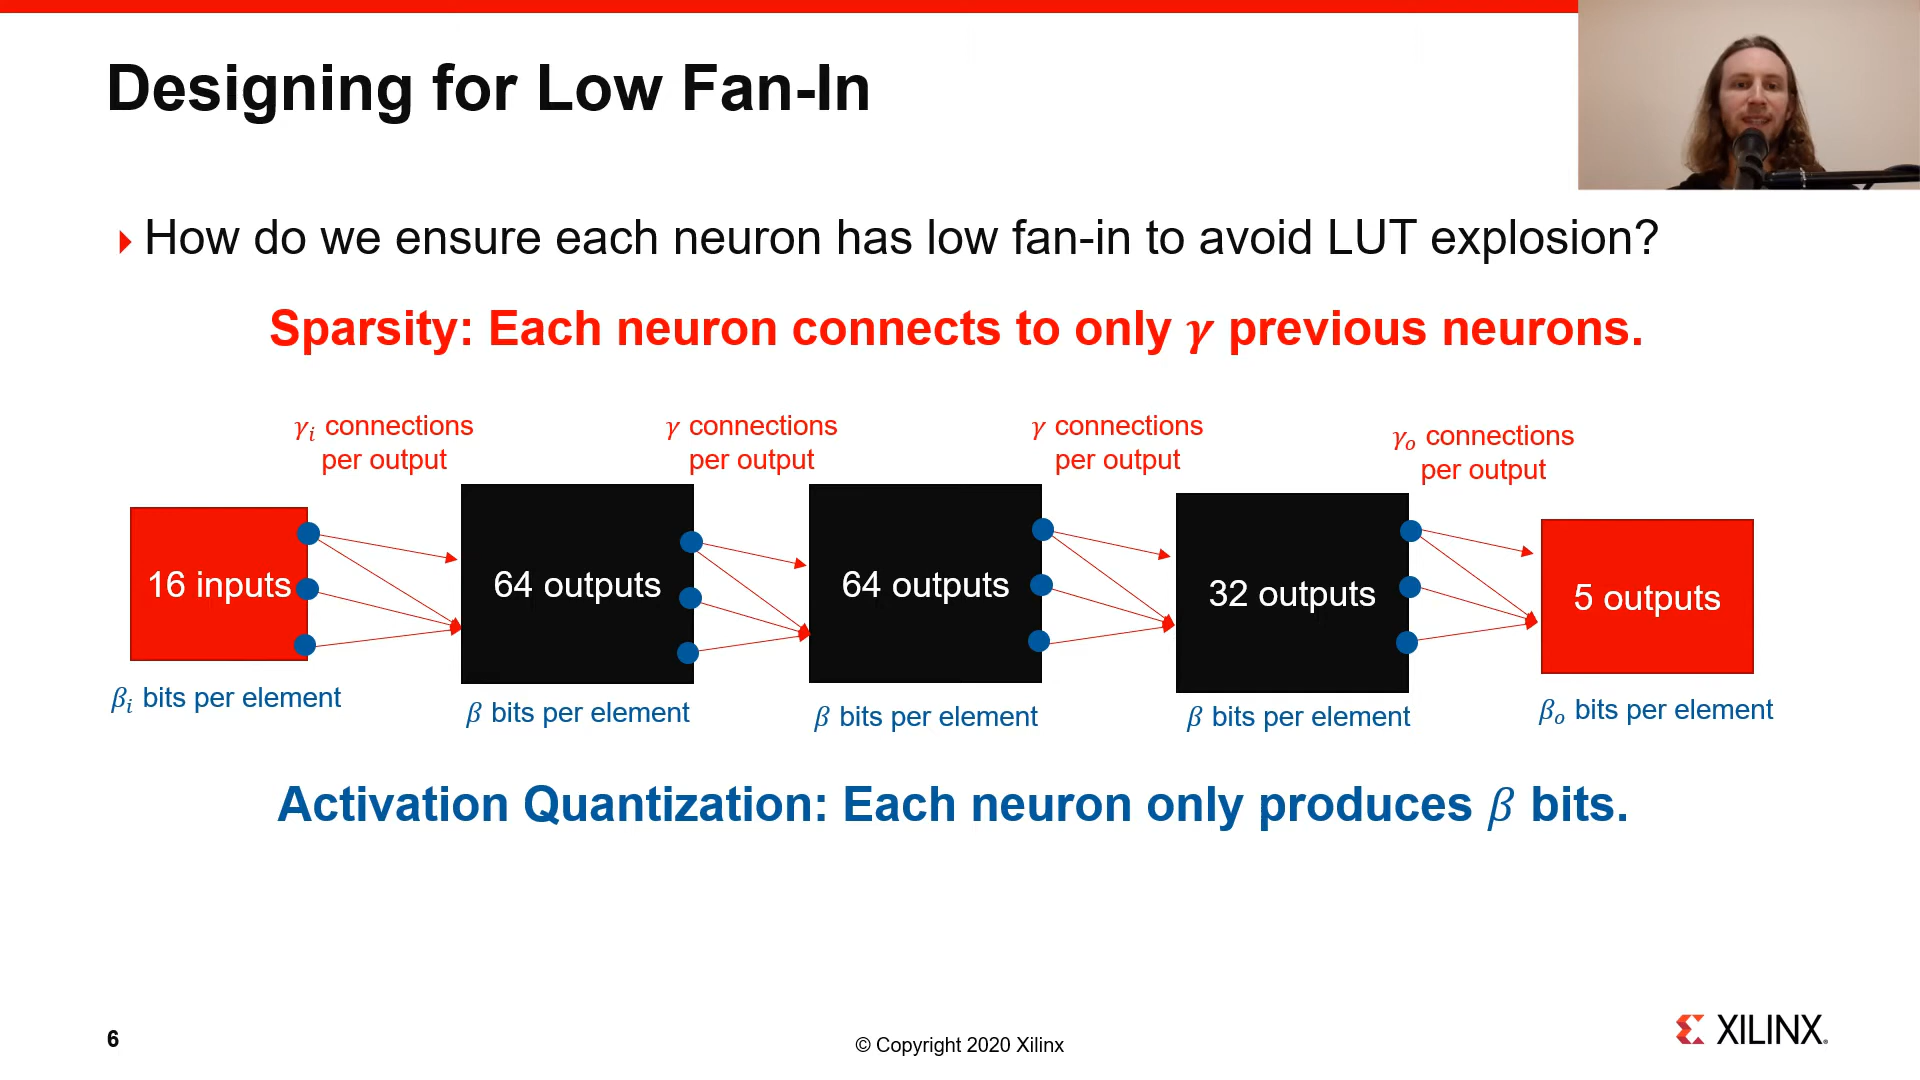 Designing for Low Fan-In
How do we ensure each neuron has low fan-in to avoid LUT explosion?
Sparsity: Each neuron connects to only γ previous neurons.
γᵢ connections
per output
γ connections
per output
γ connections
per output
γₒ connections
per output
16 inputs
64 outputs
64 outputs
32 outputs
5 outputs
βᵢ bits per element
β bits per element
β bits per element
β bits per element
βₒ bits per element
Activation Quantization: Each neuron only produces β bits.
6
© Copyright 2020 Xilinx
XILINX.